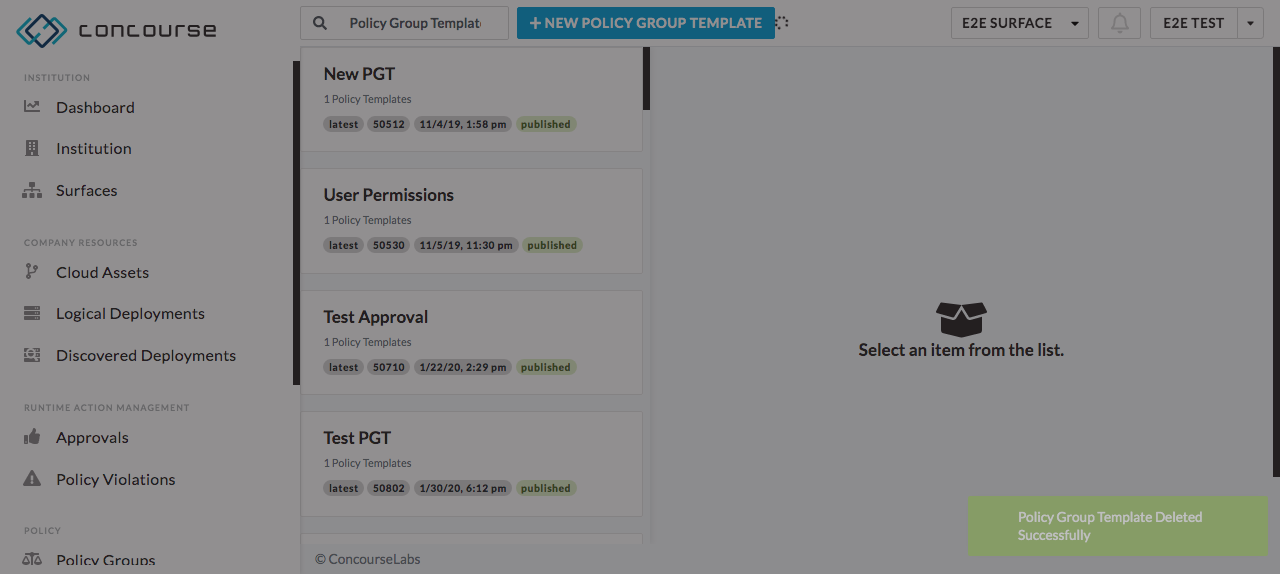 concourse
Policy Group Templat
+ NEW POLICY GROUP TEMPLATE
E2E SURFACE
E2E TEST
INSTITUTION
Dashboard
Institution
Surfaces
COMPANY RESOURCES
Cloud Assets
Logical Deployments
Discovered Deployments
RUNTIME ACTION MANAGEMENT
Approvals
Policy Violations
POLICY
Policy Groups
New PGT
1 Policy Templates
latest 50512 11/4/19, 1:58 pm published
User Permissions
1 Policy Templates
latest 50530 11/5/19, 11:30 pm published
Test Approval
1 Policy Templates
latest 50710 1/22/20, 2:29 pm published
Test PGT
1 Policy Templates
latest 50802 1/30/20, 6:12 pm published
© ConcourseLabs
Select an item from the list.
Policy Group Template Deleted
Successfully